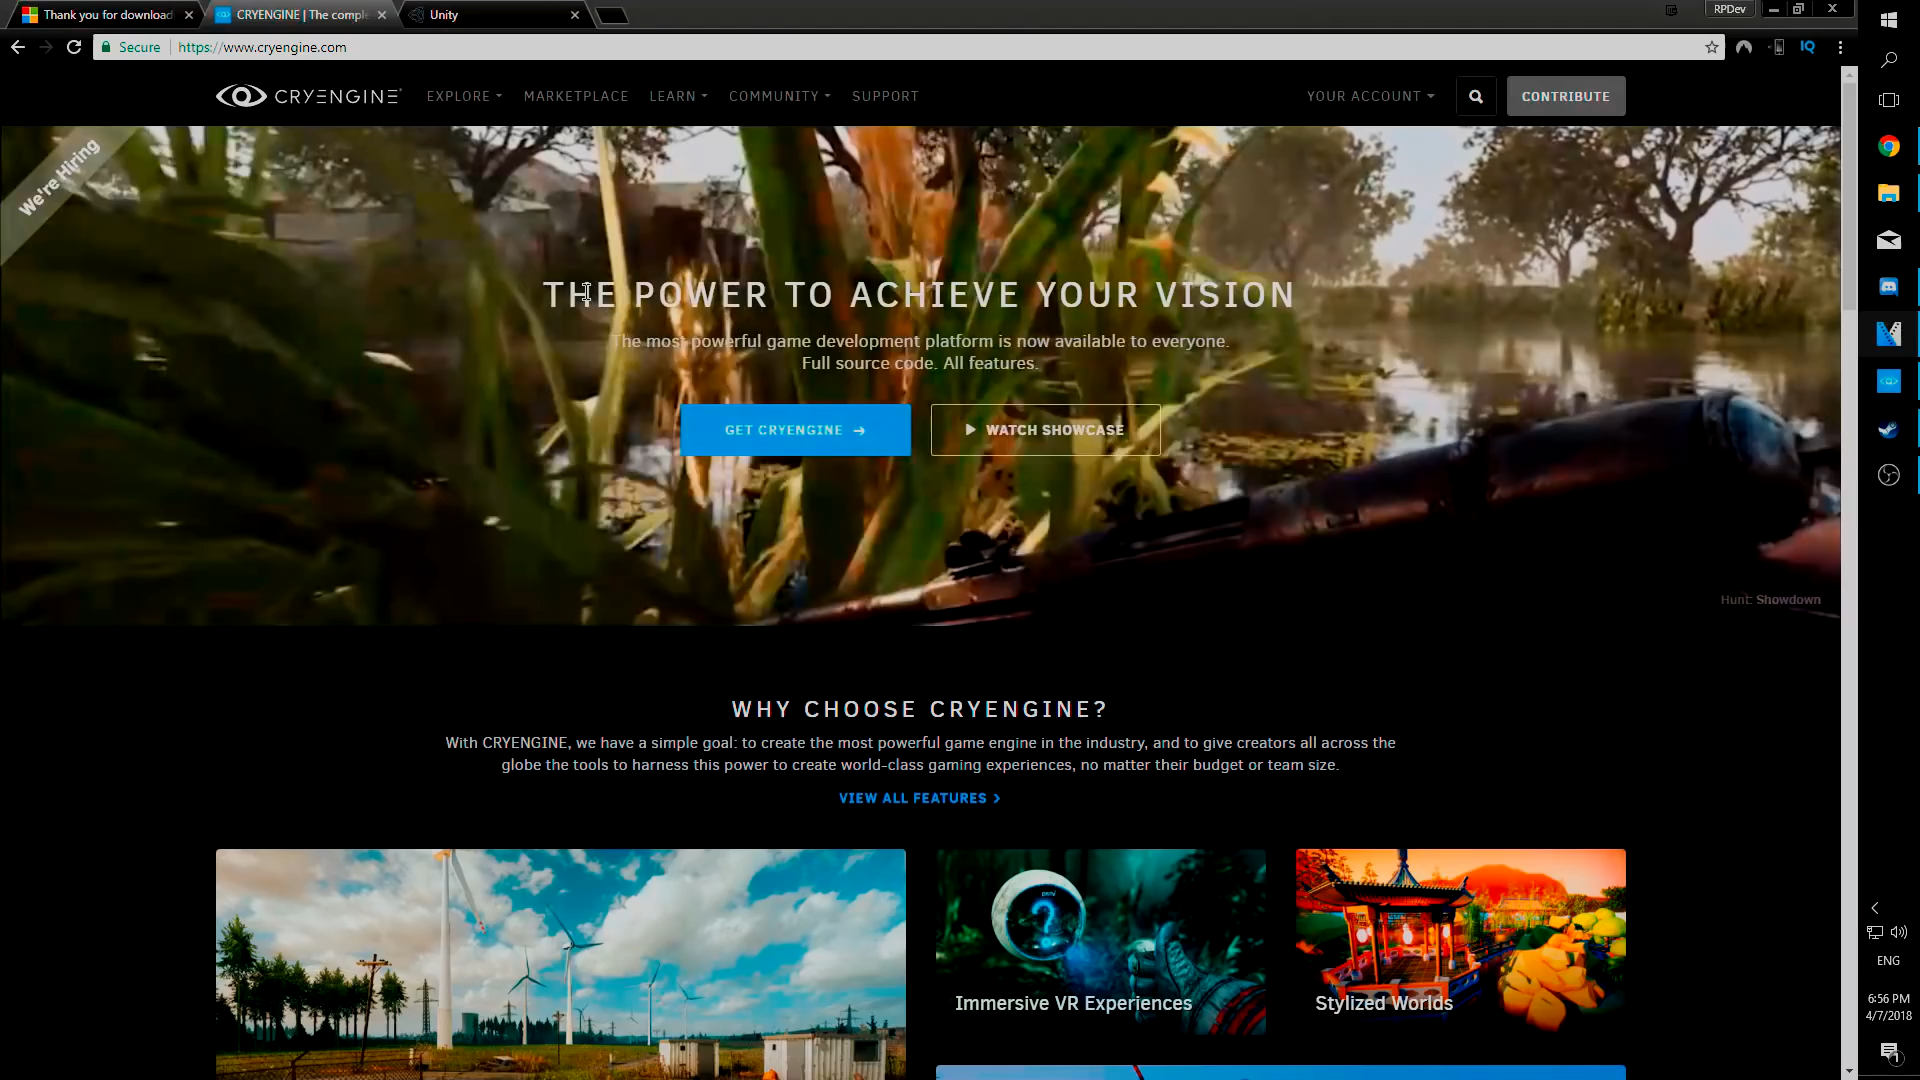 Thank you for download
CRYENGINE | The comple
Unity
RPDev
Secure
https://www.cryengine.com
IQ
CRYENGINE
EXPLORE
MARKETPLACE
LEARN
COMMUNITY
SUPPORT
YOUR ACCOUNT
CONTRIBUTE
We're Hiring
THE POWER TO ACHIEVE YOUR VISION
The most powerful game development platform is now available to everyone.
Full source code. All features.
GET CRYENGINE
WATCH SHOWCASE
Hunt: Showdown
WHY CHOOSE CRYENGINE?
With CRYENGINE, we have a simple goal: to create the most powerful game engine in the industry, and to give creators all across the
globe the tools to harness this power to create world-class gaming experiences, no matter their budget or team size.
VIEW ALL FEATURES
Immersive VR Experiences
Stylized Worlds
ENG
6:56 PM
4/7/2018
1